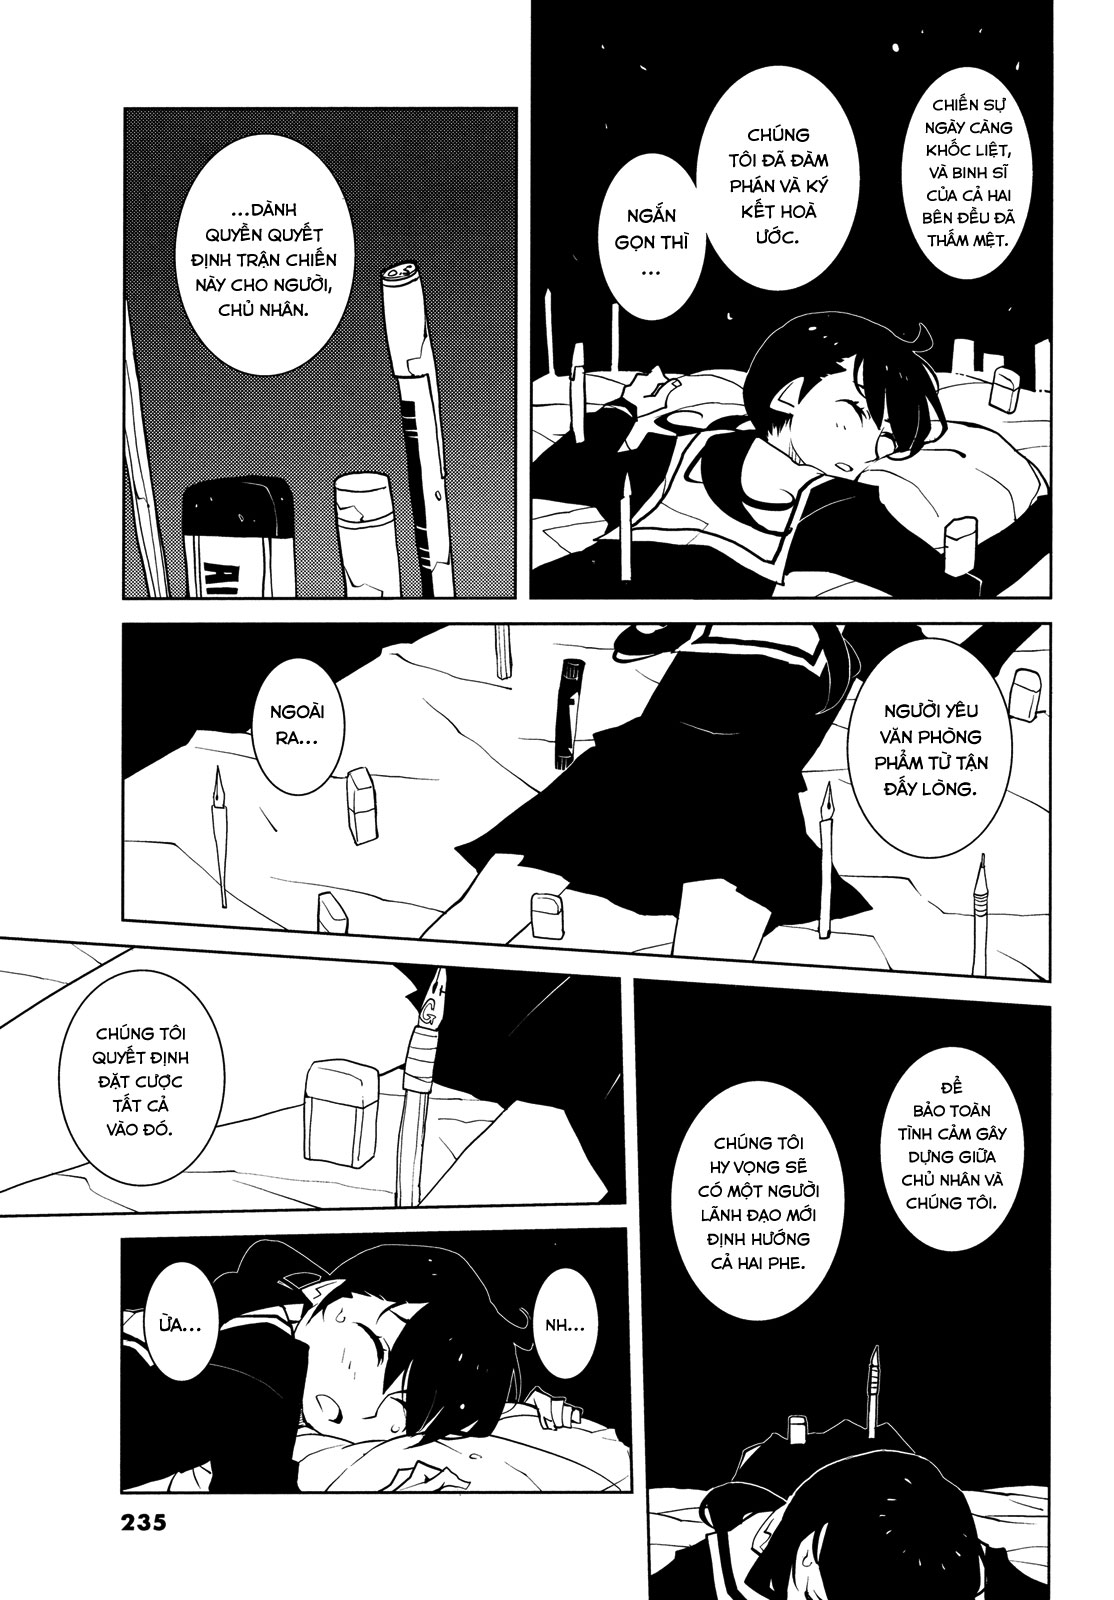 CHIẾN SỰ
NGÀY CÀNG
KHỐC LIỆT,
VÀ BINH SĨ
CỦA CẢ HAI
BÊN ĐỀU ĐÃ
THẤM MỆT.
CHÚNG
TÔI ĐÃ ĐÀM
PHÁN VÀ KÝ
KẾT HOÀ
ƯỚC.
NGẮN
GỌN THÌ
...
...DÀNH
QUYỀN QUYẾT
ĐỊNH TRẬN CHIẾN
NÀY CHO NGƯỜI,
CHỦ NHÂN.
AI
NGƯỜI YÊU
VĂN PHÒNG
PHẨM TỪ TẬN
ĐẤY LÒNG.
NGOÀI
RA...
G
CHÚNG TÔI
QUYẾT ĐỊNH
ĐẶT CƯỢC
TẤT CẢ
VÀO ĐÓ.
ĐỂ
BẢO TOÀN
TÌNH CẢM GÂY
DỰNG GIỮA
CHỦ NHÂN VÀ
CHÚNG TÔI.
CHÚNG TÔI
HY VỌNG SẼ
CÓ MỘT NGƯỜI
LÃNH ĐẠO MỚI
ĐỊNH HƯỚNG
CẢ HAI PHE.
NH...
ỪA...
235